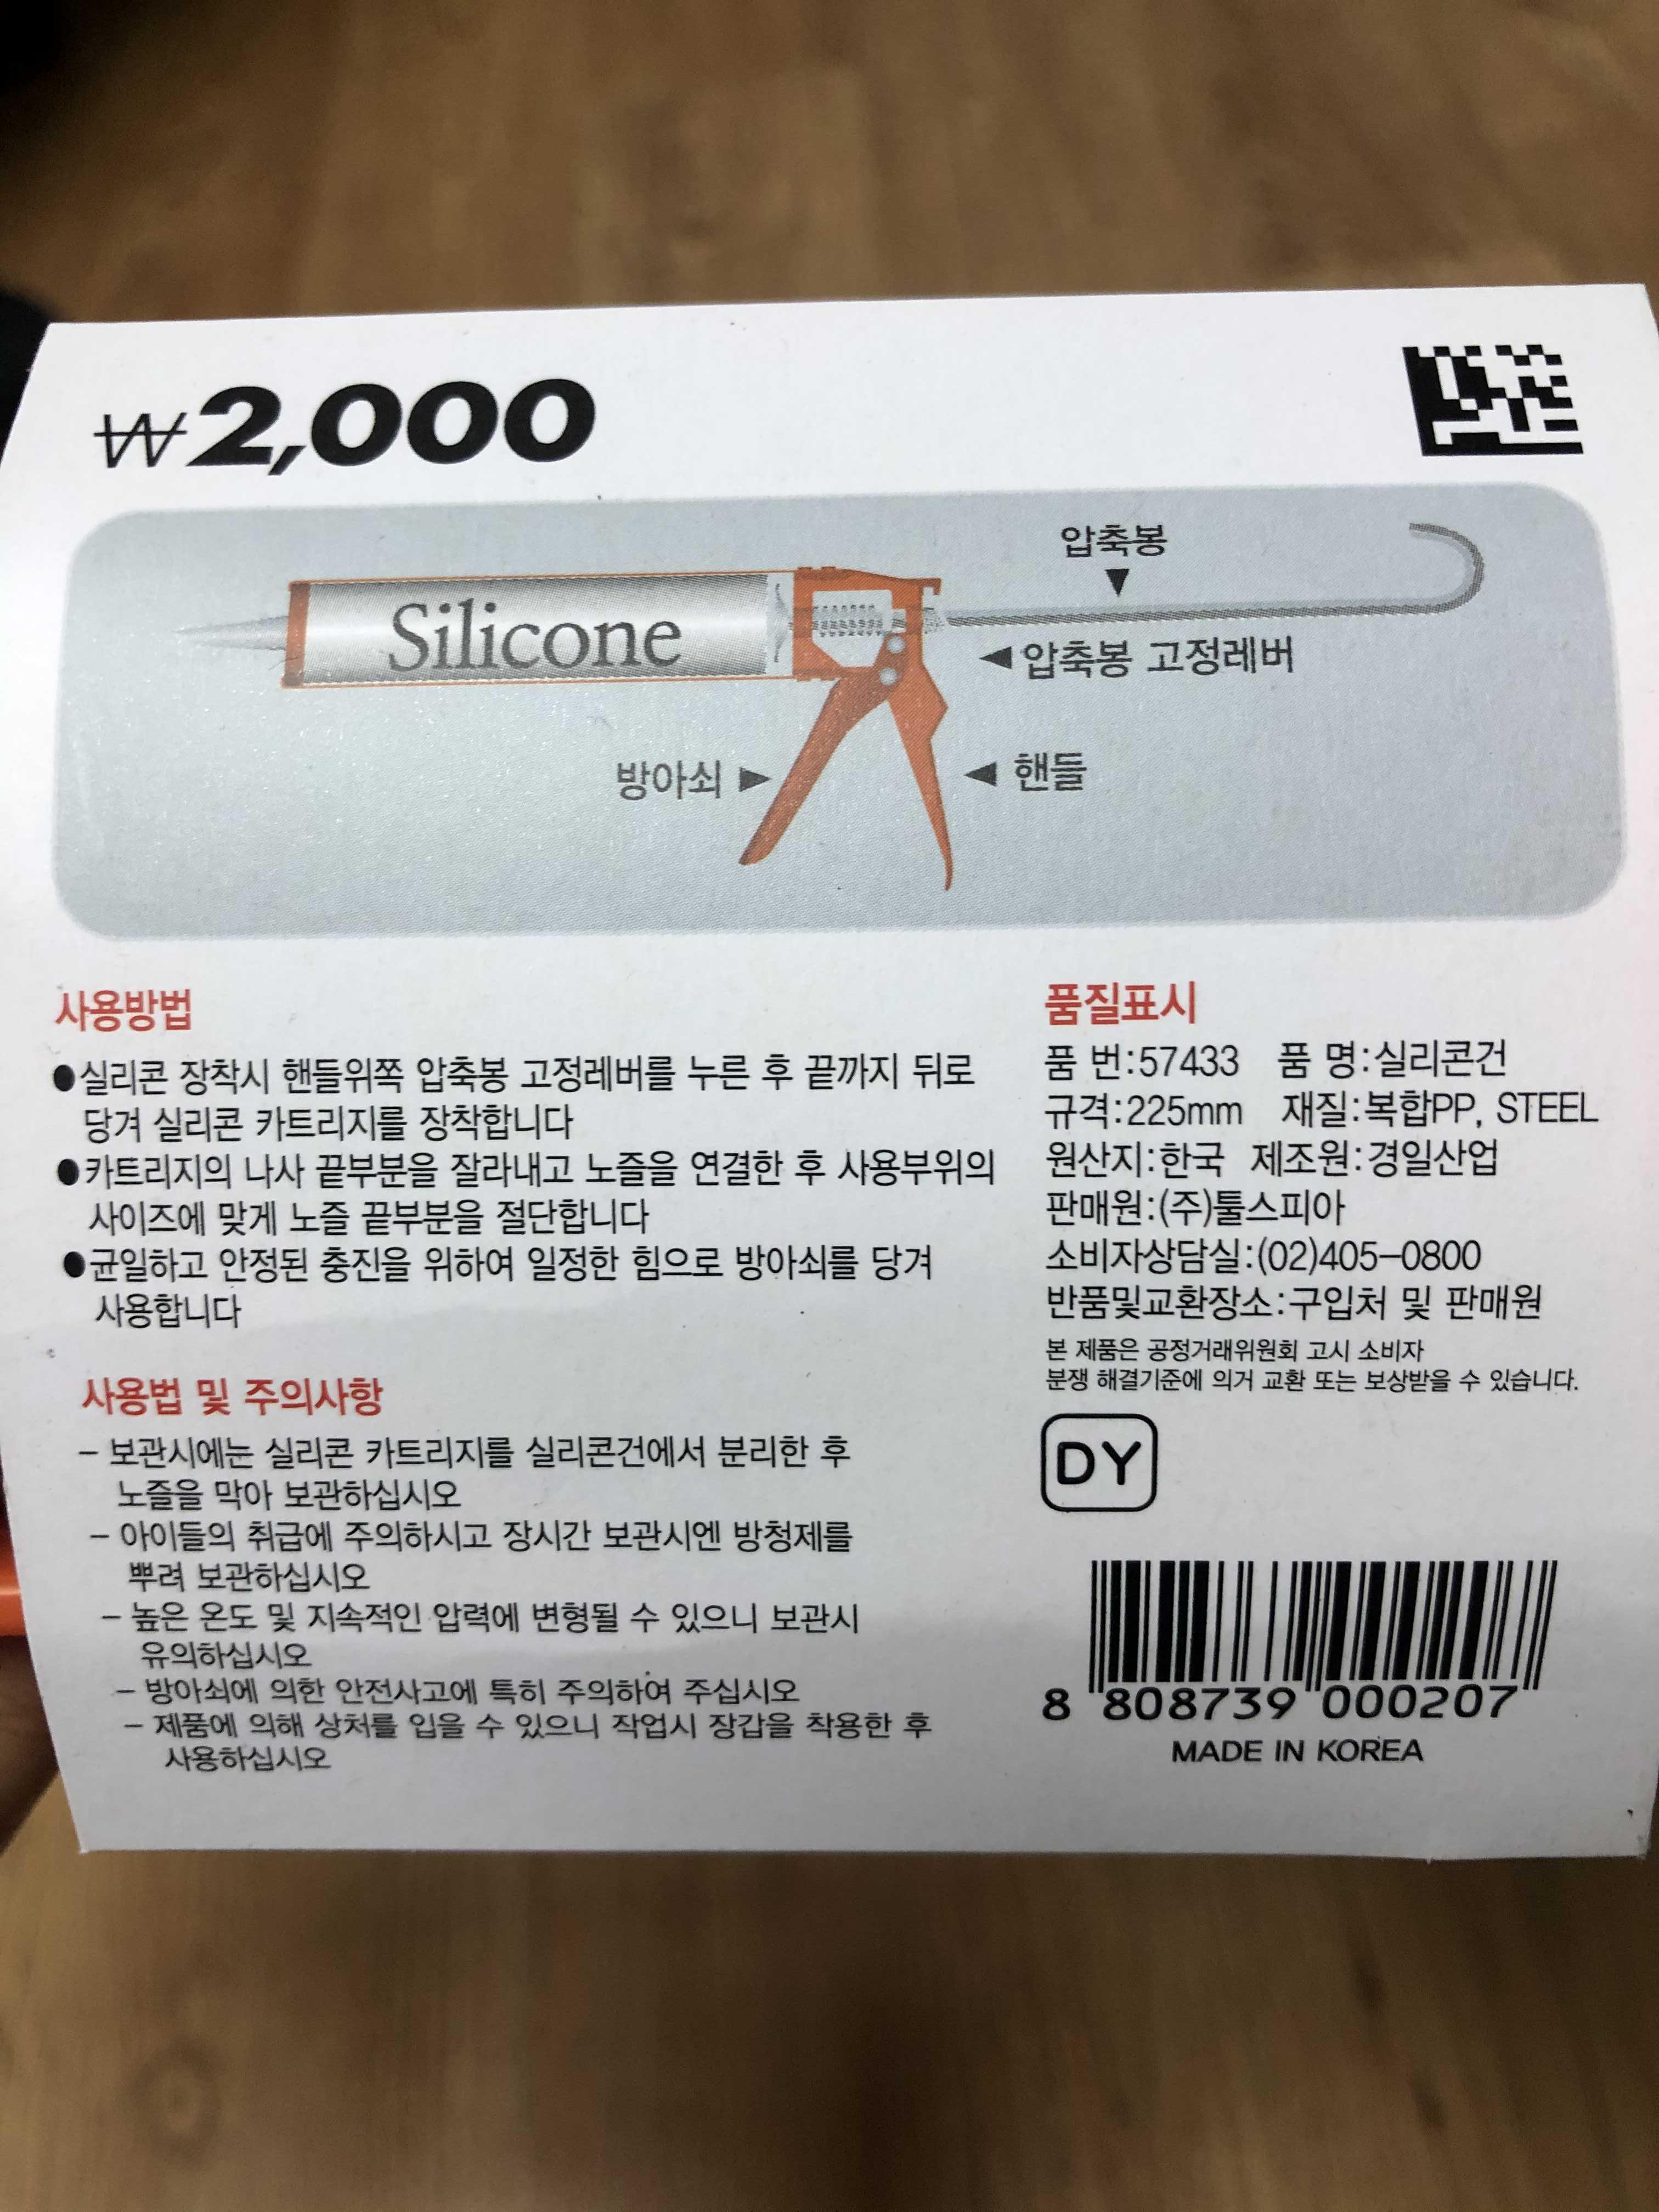 ₩2,000
압축봉
Silicone
압축봉 고정레버
방아쇠
핸들
사용방법
●실리콘 장착시 핸들위쪽 압축봉 고정레버를 누른 후 끝까지 뒤로
당겨 실리콘 카트리지를 장착합니다
●카트리지의 나사 끝부분을 잘라내고 노즐을 연결한 후 사용부위의
사이즈에 맞게 노즐 끝부분을 절단합니다
●균일하고 안정된 충진을 위하여 일정한 힘으로 방아쇠를 당겨
사용합니다
사용법 및 주의사항
– 보관시에는 실리콘 카트리지를 실리콘건에서 분리한 후
노즐을 막아 보관하십시오
– 아이들의 취급에 주의하시고 장시간 보관시엔 방청제를
뿌려 보관하십시오
– 높은 온도 및 지속적인 압력에 변형될 수 있으니 보관시
유의하십시오
– 방아쇠에 의한 안전사고에 특히 주의하여 주십시오
– 제품에 의해 상처를 입을 수 있으니 작업시 장갑을 착용한 후
사용하십시오
품질표시
품 번:57433 품 명:실리콘건
규격:225mm 재질:복합PP, STEEL
원산지:한국 제조원:경일산업
판매원:(주)툴스피아
소비자상담실:(02)405-0800
반품및교환장소:구입처 및 판매원
본 제품은 공정거래위원회 고시 소비자
분쟁 해결기준에 의거 교환 또는 보상받을 수 있습니다.
DY
8 808739 000207
MADE IN KOREA